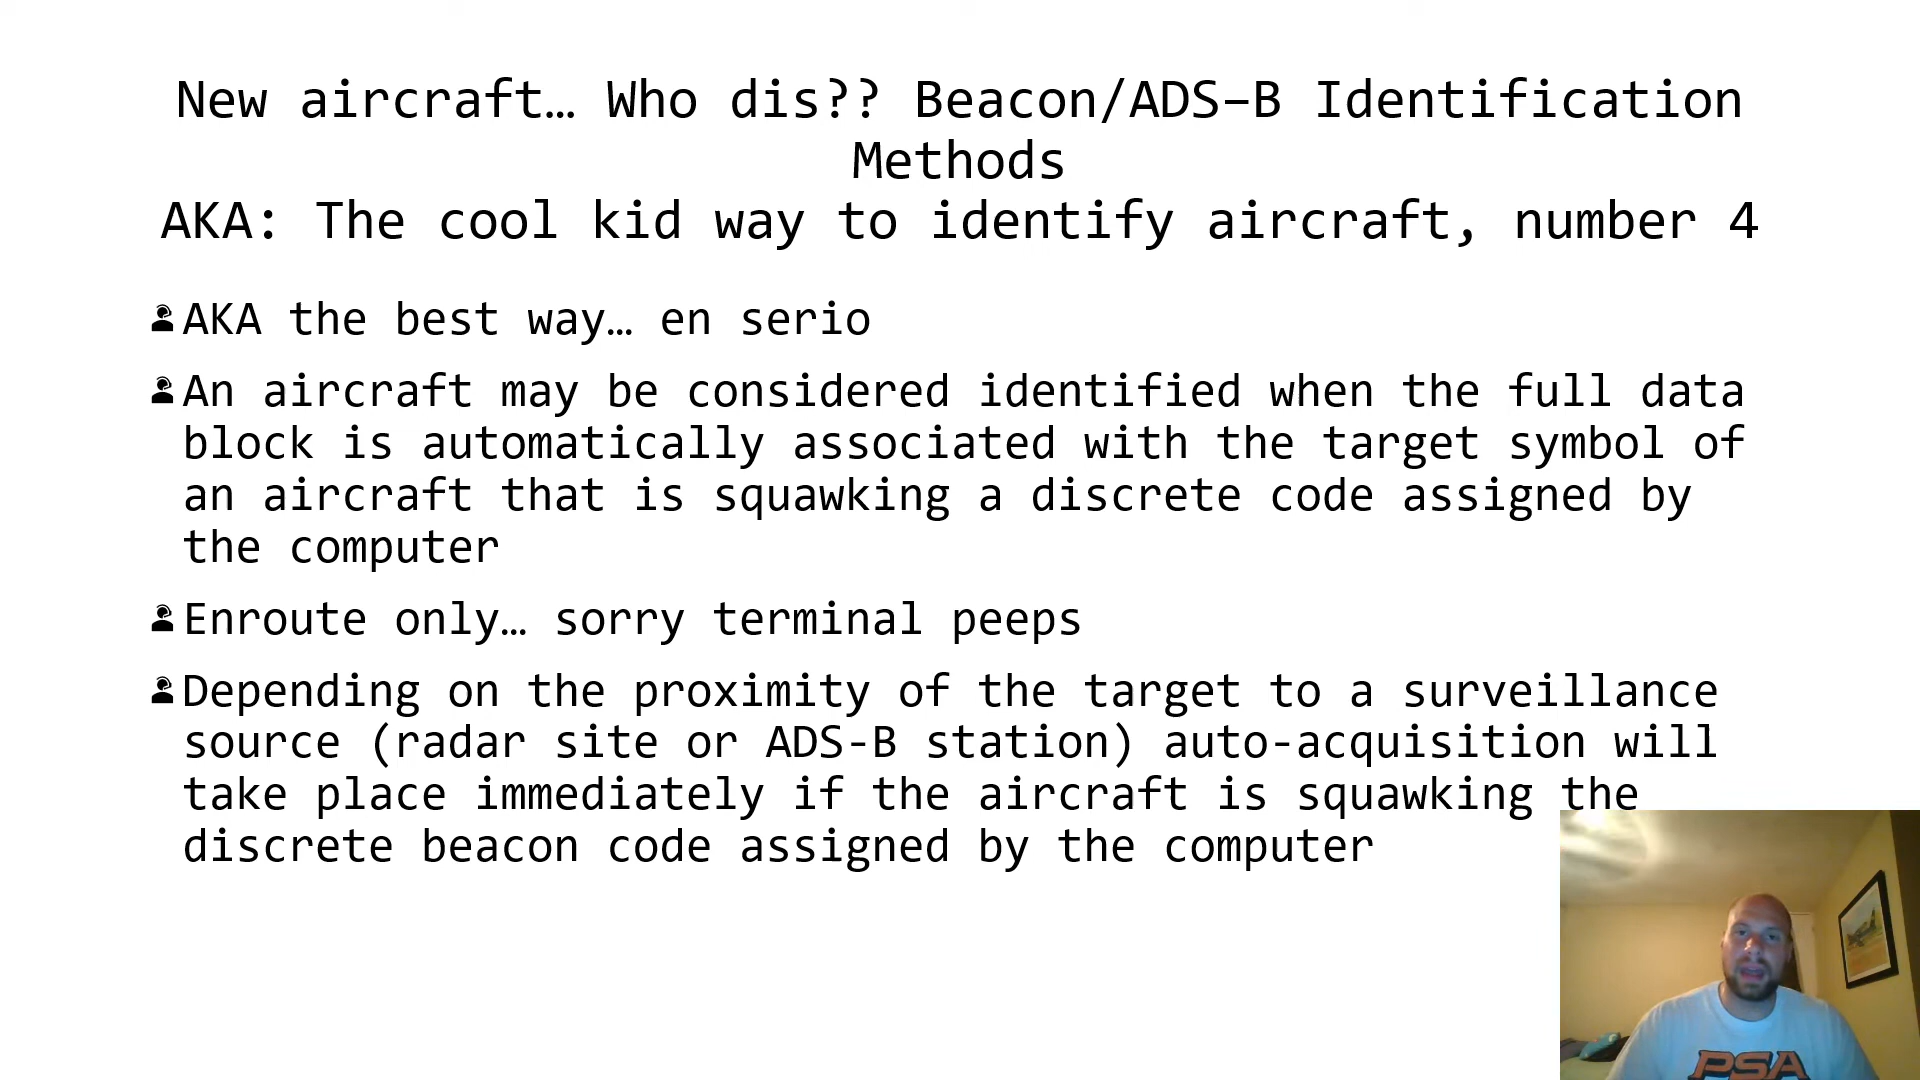 New aircraft… Who dis?? Beacon/ADS–B Identification
Methods
AKA: The cool kid way to identify aircraft, number 4
AKA the best way… en serio
An aircraft may be considered identified when the full data
block is automatically associated with the target symbol of
an aircraft that is squawking a discrete code assigned by
the computer
Enroute only… sorry terminal peeps
Depending on the proximity of the target to a surveillance
source (radar site or ADS-B station) auto-acquisition will
take place immediately if the aircraft is squawking the
discrete beacon code assigned by the computer
PSA